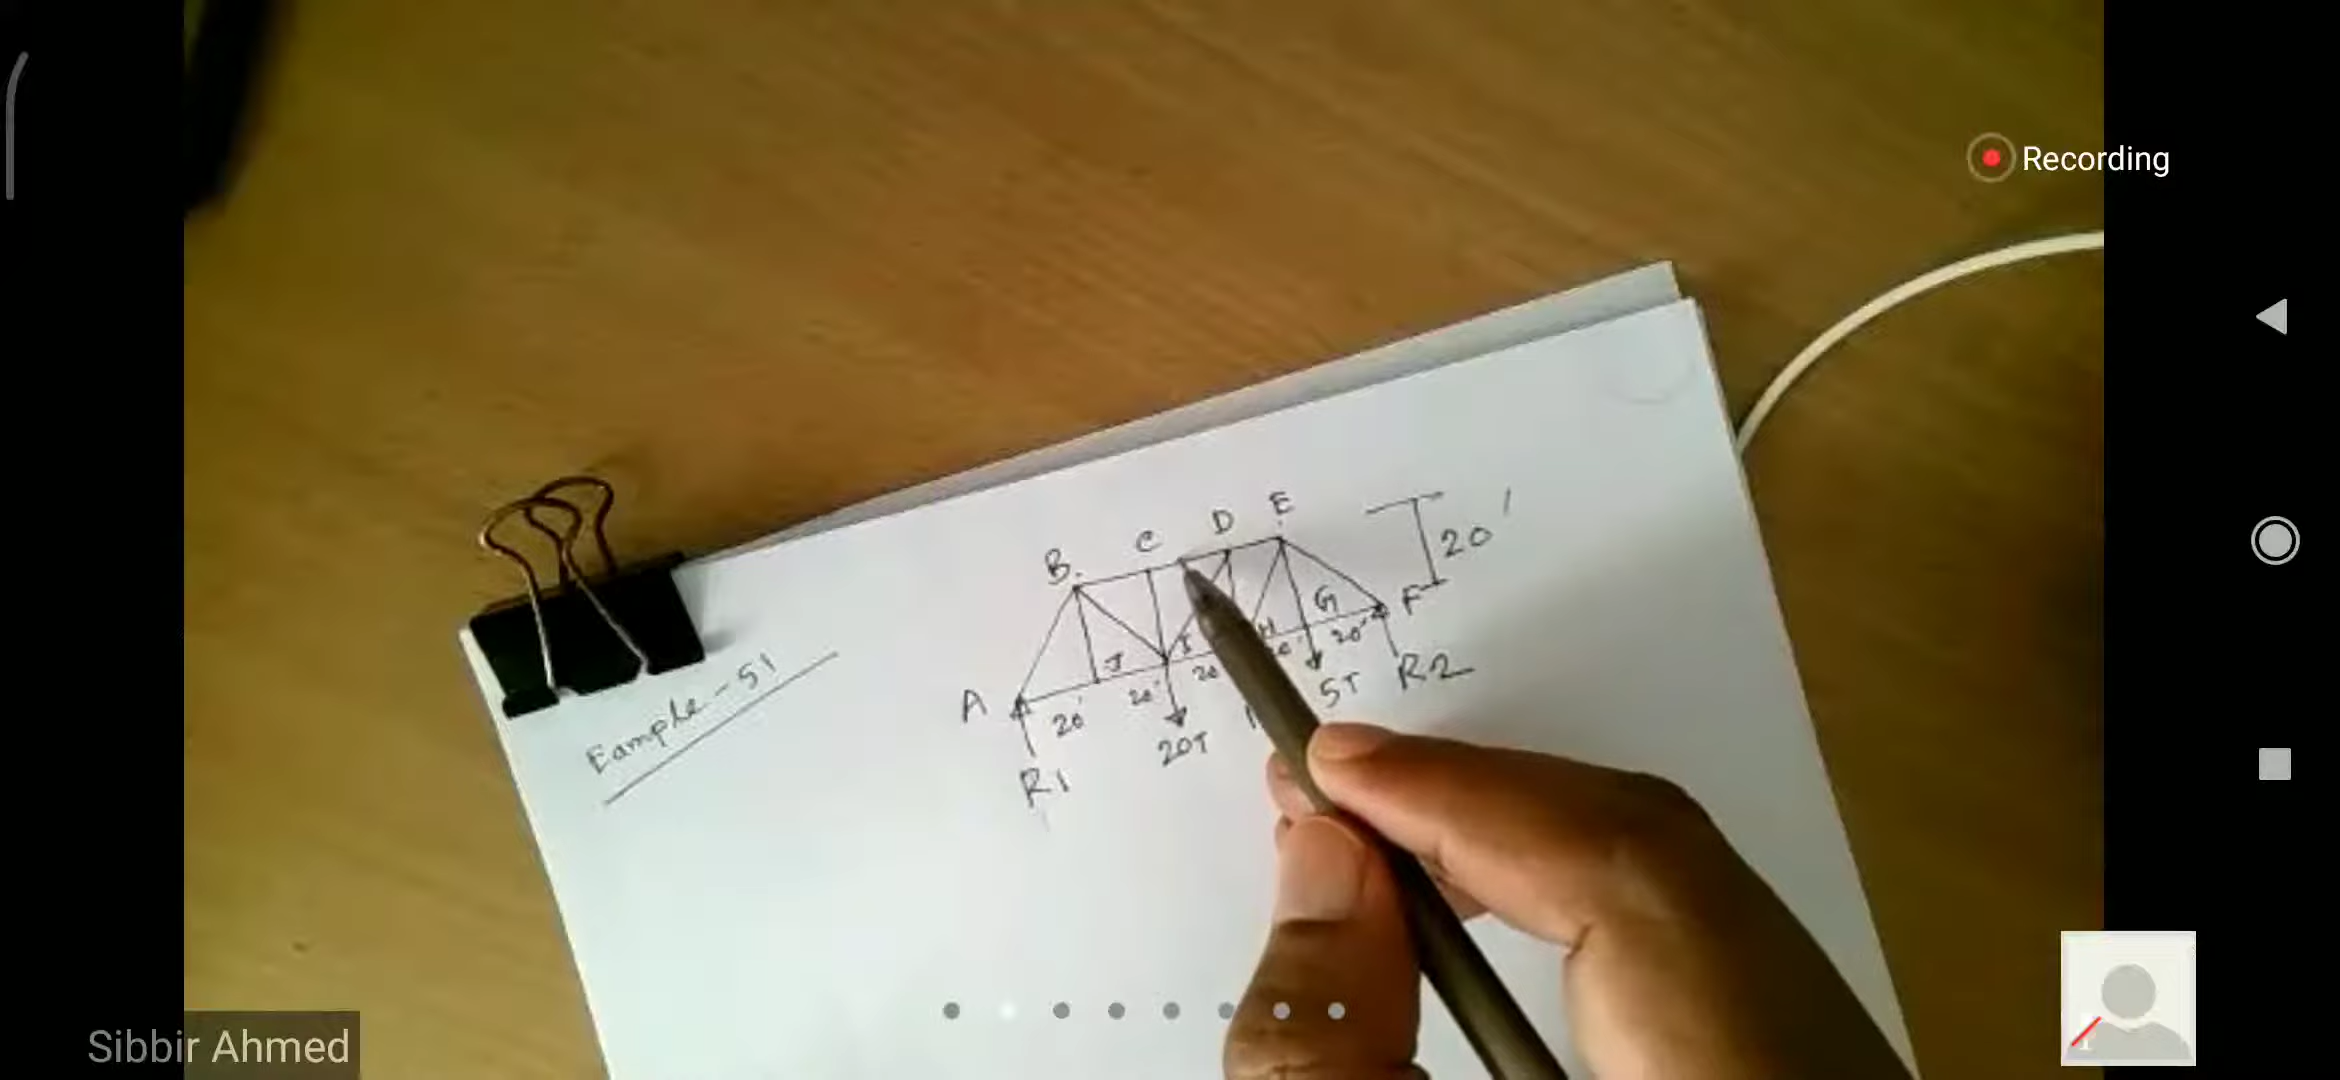 Recording
E
D
C
B.
20'
A
J
I
H
G
F
20'
20'
20
20'
20T
5T
R2
R1
Eample-51
Sibbir Ahmed